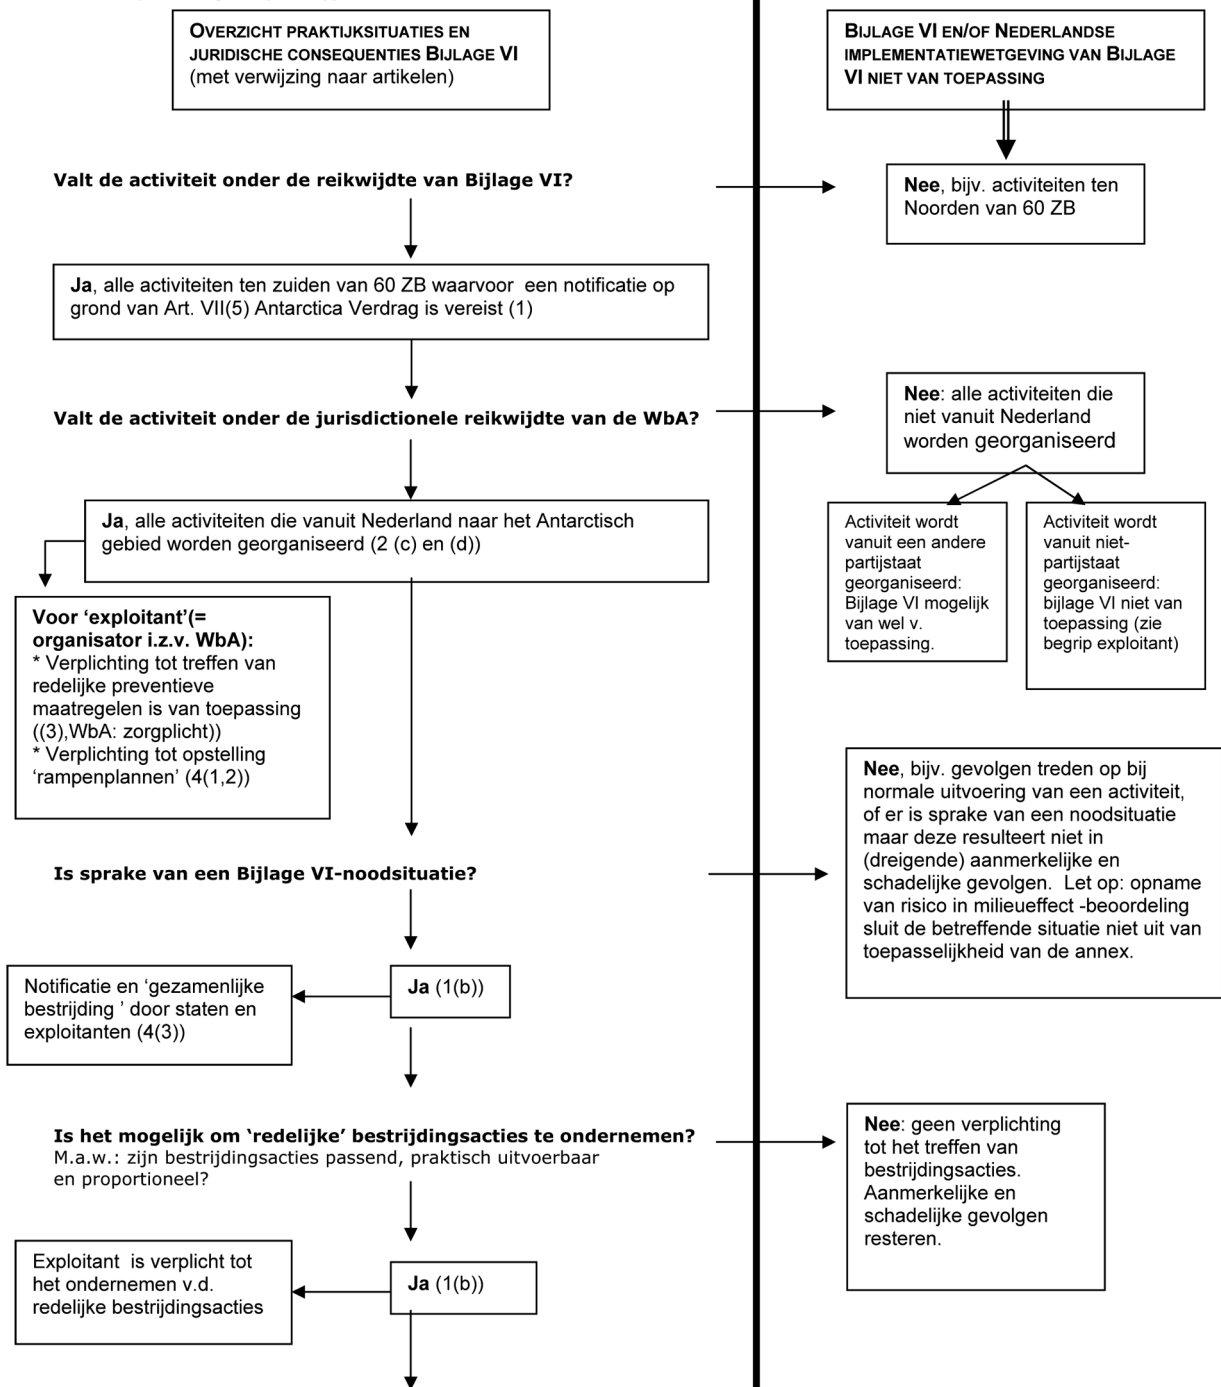 OVERZICHT PRAKTIJKSITUATIES EN
JURIDISCHE CONSEQUENTIES BIJLAGE VI
(met verwijzing naar artikelen)
BIJLAGE VI EN/OF NEDERLANDSE
IMPLEMENTATIEWETGEVING VAN BIJLAGE
VI NIET VAN TOEPASSING
Valt de activiteit onder de reikwijdte van Bijlage VI?
Nee, bijv. activiteiten ten
Noorden van 60 ZB
Ja, alle activiteiten ten zuiden van 60 ZB waarvoor een notificatie op
grond van Art. VII(5) Antarctica Verdrag is vereist (1)
Valt de activiteit onder de jurisdictionele reikwijdte van de WbA?
Nee: alle activiteiten die
niet vanuit Nederland
worden georganiseerd
Ja, alle activiteiten die vanuit Nederland naar het Antarctisch
gebied worden georganiseerd (2 (c) en (d))
Activiteit wordt
vanuit een andere
partijstaat
georganiseerd:
Bijlage VI mogelijk
van wel v.
toepassing.
Activiteit wordt
vanuit niet-
partijstaat
georganiseerd:
bijlage VI niet van
toepassing (zie
begrip exploitant)
Voor ‘exploitant’(=
organisator i.z.v. WbA):
* Verplichting tot treffen van
redelijke preventieve
maatregelen is van toepassing
((3),WbA: zorgplicht))
* Verplichting tot opstelling
‘rampenplannen’ (4(1,2))
Is sprake van een Bijlage VI-noodsituatie?
Nee, bijv. gevolgen treden op bij
normale uitvoering van een activiteit,
of er is sprake van een noodsituatie
maar deze resulteert niet in
(dreigende) aanmerkelijke en
schadelijke gevolgen. Let op: opname
van risico in milieueffect -beoordeling
sluit de betreffende situatie niet uit van
toepasselijkheid van de annex.
Ja (1(b))
Notificatie en ‘gezamenlijke
bestrijding ’ door staten en
exploitanten (4(3))
Is het mogelijk om ‘redelijke’ bestrijdingsacties te ondernemen?
M.a.w.: zijn bestrijdingsacties passend, praktisch uitvoerbaar
en proportioneel?
Nee: geen verplichting
tot het treffen van
bestrijdingsacties.
Aanmerkelijke en
schadelijke gevolgen
resteren.
Ja (1(b))
Exploitant is verplicht tot
het ondernemen v.d.
redelijke bestrijdingsacties